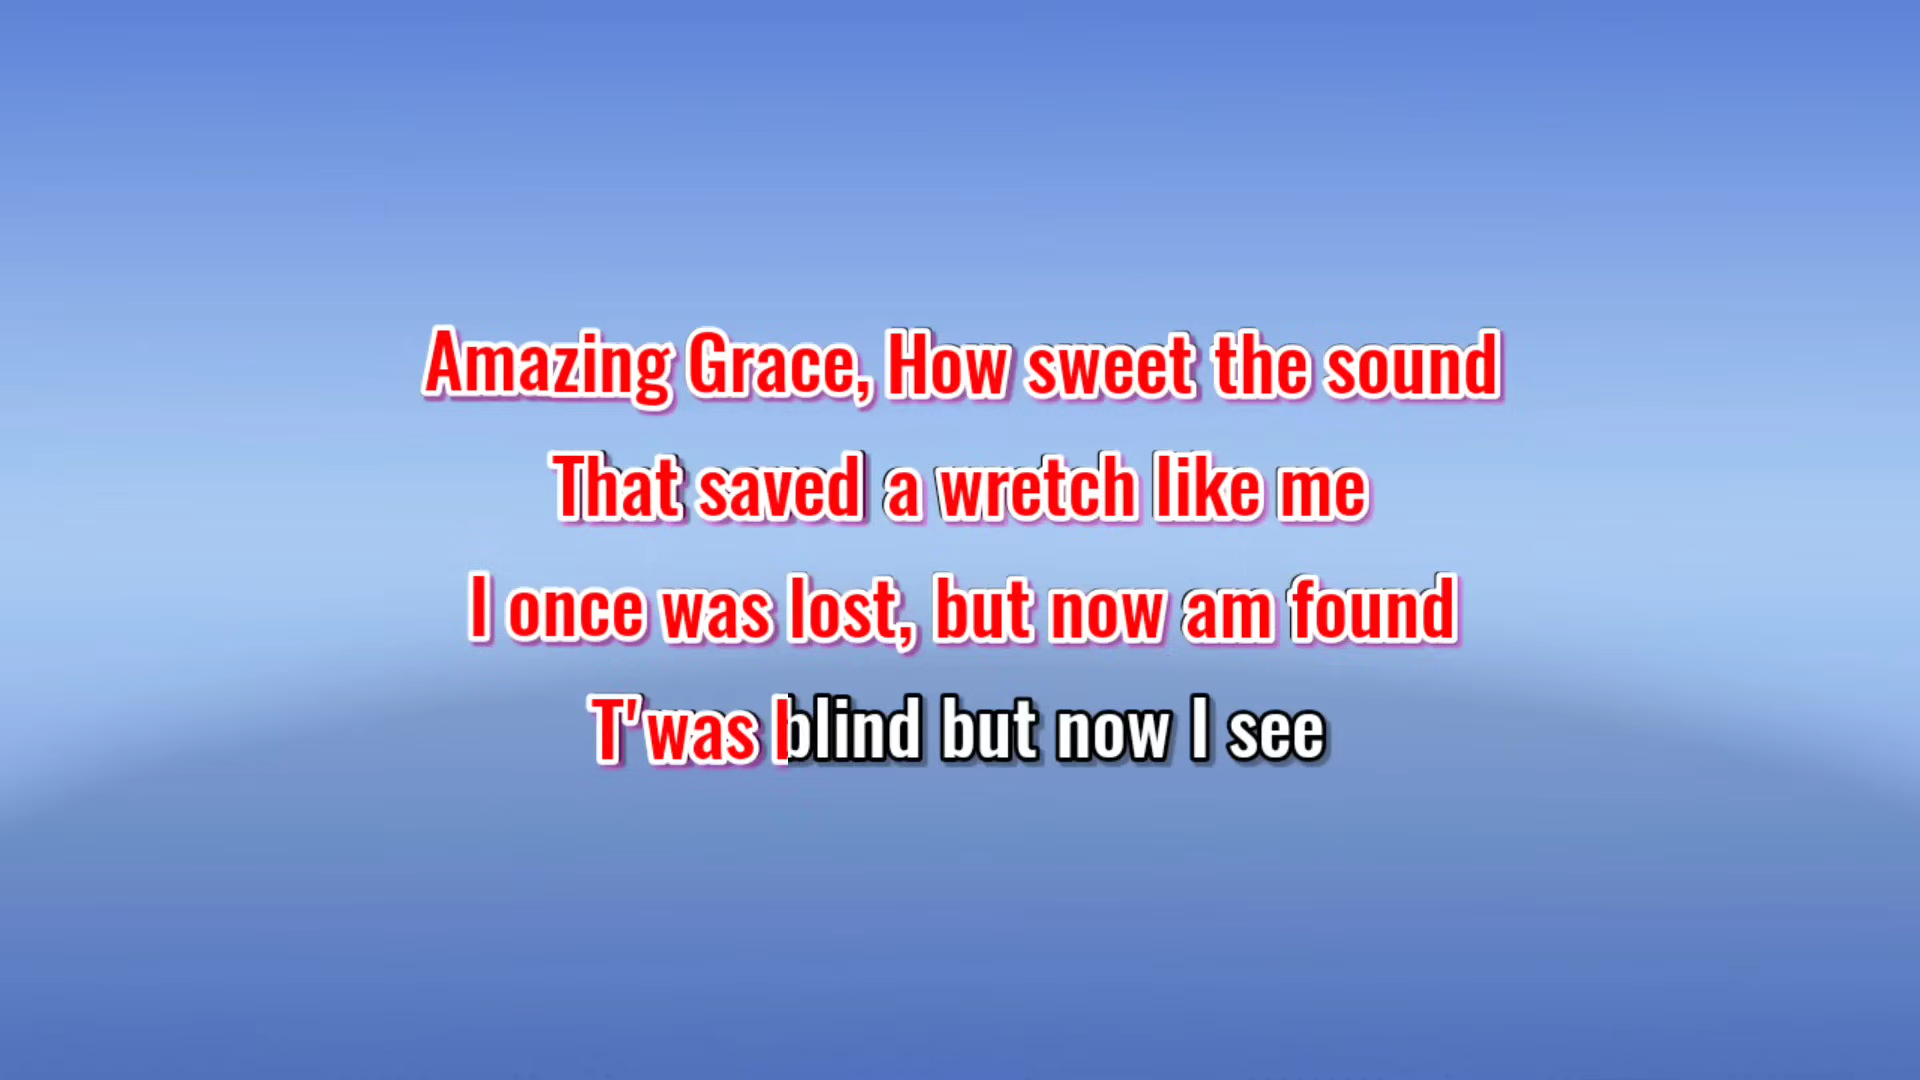 Amazing Grace, How sweet the sound
That saved a wretch like me
I once was lost, but now am found
T'was blind but now I see